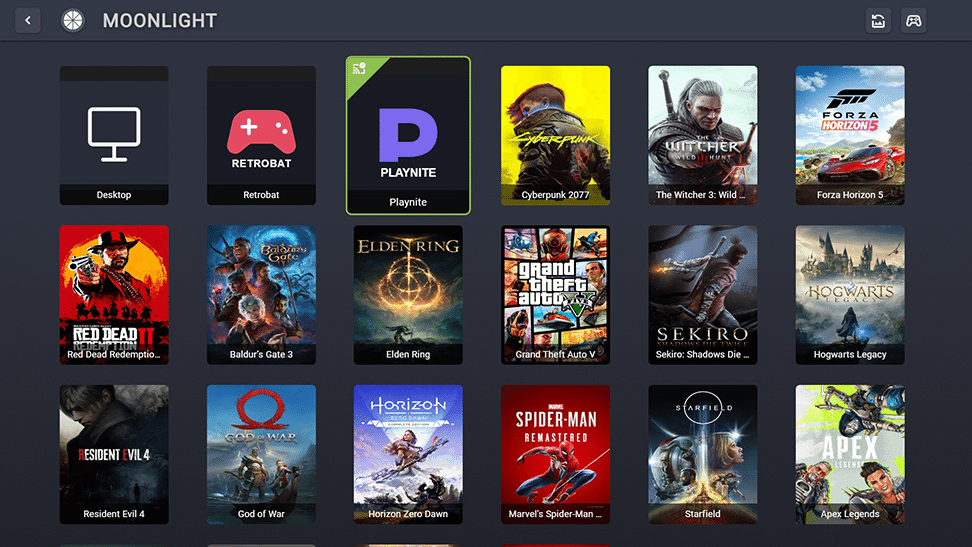 MOONLIGHT
Desktop
RETROBAT
Retrobat
PLAYNITE
Playnite
Cyberpunk
Cyberpunk 2077
THE
WITCHER
WILD HUNT
The Witcher 3: Wild ...
FORZA
HORIZON 5
Forza Horizon 5
RED DEAD
REDEMPTION
II
Red Dead Redemptio...
Baldur's
Gate
Baldur's Gate 3
ELDEN RING
Elden Ring
grand
theft
auto
V
Grand Theft Auto V
SEKIRO
SHADOWS DIE TWICE
Sekiro: Shadows Die ...
HOGWARTS
LEGACY
Hogwarts Legacy
RESIDENT EVIL 4
Resident Evil 4
GOD OF WAR
God of War
HORIZON
ZERO DAWN
COMPLETE EDITION
Horizon Zero Dawn
MARVEL
SPIDER-MAN
REMASTERED
Marvel's Spider-Man ...
STARFIELD
Starfield
APEX
LEGENDS
Apex Legends